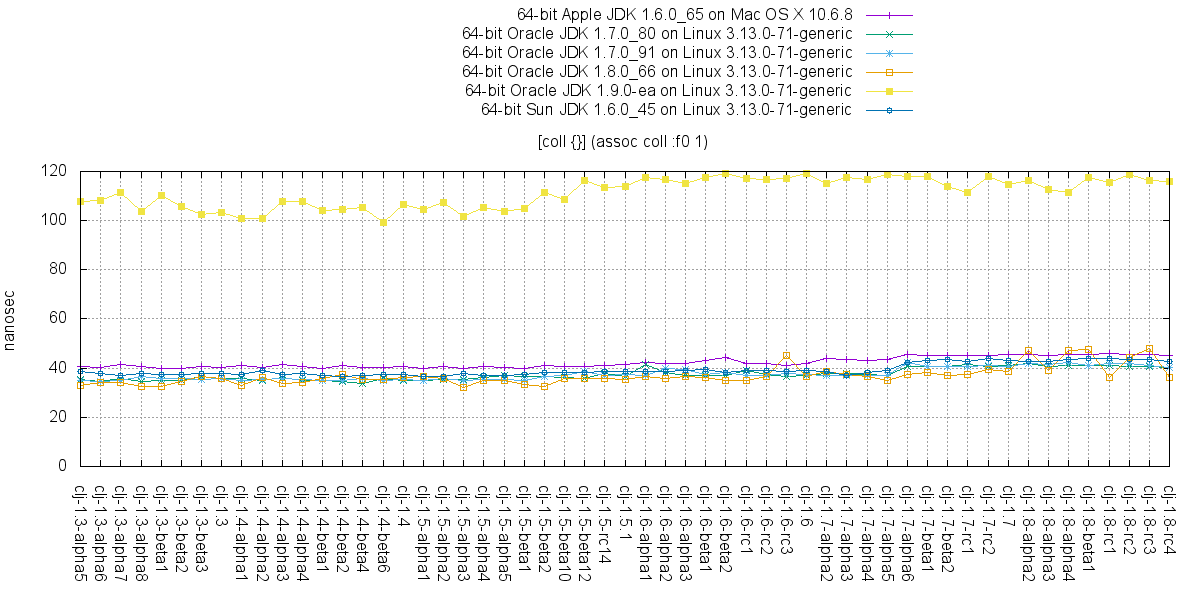 64-bit Apple JDK 1.6.0_65 on Mac OS X 10.6.8
64-bit Oracle JDK 1.7.0_80 on Linux 3.13.0-71-generic
64-bit Oracle JDK 1.7.0_91 on Linux 3.13.0-71-generic
64-bit Oracle JDK 1.8.0_66 on Linux 3.13.0-71-generic
64-bit Oracle JDK 1.9.0-ea on Linux 3.13.0-71-generic
64-bit Sun JDK 1.6.0_45 on Linux 3.13.0-71-generic
[coll {}] (assoc coll :f0 1)
120
100
80
60
40
20
0
nanosec
clj-1.3-alpha5
clj-1.3-alpha6
clj-1.3-alpha7
clj-1.3-alpha8
clj-1.3-beta1
clj-1.3-beta2
clj-1.3-beta3
clj-1.3
clj-1.4-alpha1
clj-1.4-alpha2
clj-1.4-alpha3
clj-1.4-alpha4
clj-1.4-beta1
clj-1.4-beta2
clj-1.4-beta4
clj-1.4-beta6
clj-1.4
clj-1.5-alpha1
clj-1.5-alpha2
clj-1.5-alpha3
clj-1.5-alpha4
clj-1.5-alpha5
clj-1.5-beta1
clj-1.5-beta2
clj-1.5-beta10
clj-1.5-beta12
clj-1.5-rc14
clj-1.5.1
clj-1.6-alpha1
clj-1.6-alpha2
clj-1.6-alpha3
clj-1.6-beta1
clj-1.6-beta2
clj-1.6-rc1
clj-1.6-rc2
clj-1.6-rc3
clj-1.6
clj-1.7-alpha2
clj-1.7-alpha3
clj-1.7-alpha4
clj-1.7-alpha5
clj-1.7-alpha6
clj-1.7-beta1
clj-1.7-beta2
clj-1.7-rc1
clj-1.7-rc2
clj-1.7
clj-1.8-alpha2
clj-1.8-alpha3
clj-1.8-alpha4
clj-1.8-beta1
clj-1.8-rc1
clj-1.8-rc2
clj-1.8-rc3
clj-1.8-rc4